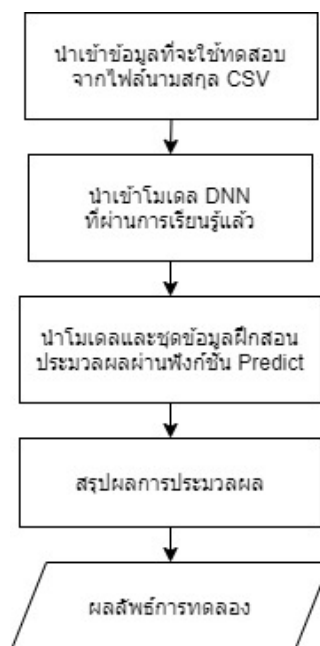 นำเข้าข้อมูลที่จะใช้ทดสอบ
จากไฟล์นามสกุล CSV
นำเข้าโมเดล DNN
ที่ผ่านการเรียนรู้แล้ว
นำโมเดลและชุดข้อมูลฝึกสอน
ประมวลผลผ่านฟังก์ชัน Predict
สรุปผลการประมวลผล
ผลลัพธ์การทดลอง